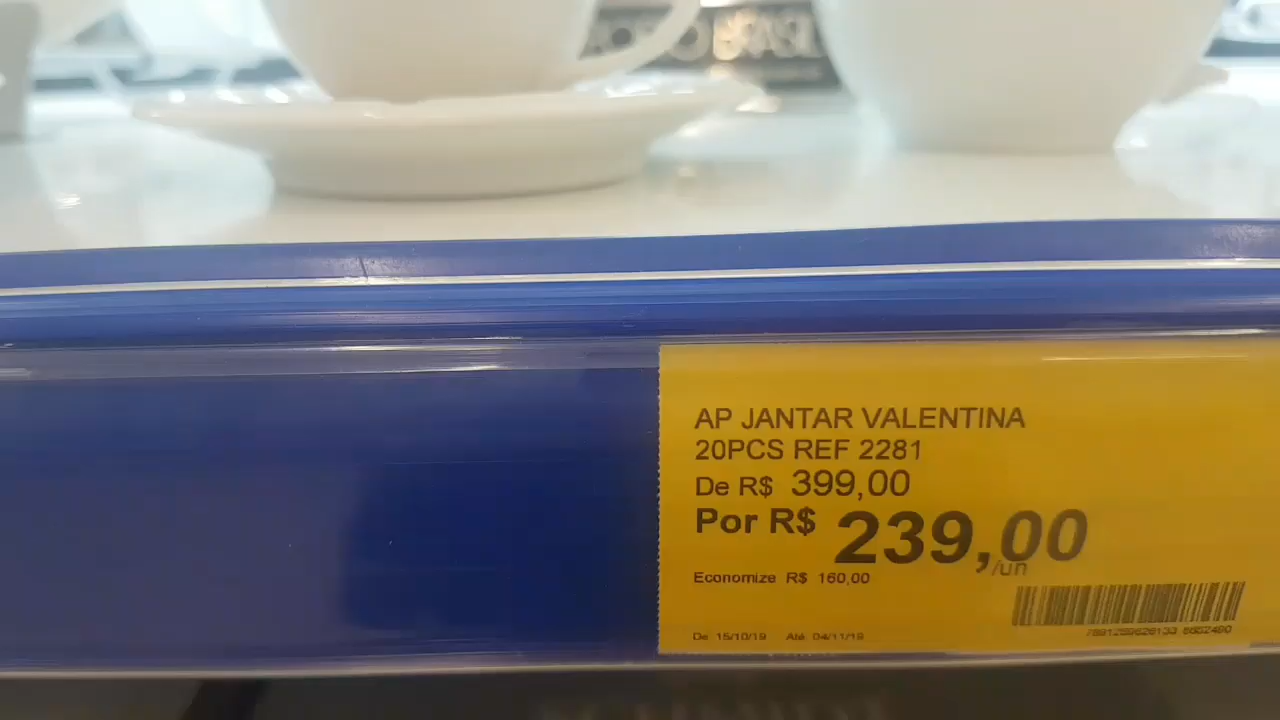 BRASIL
AP JANTAR VALENTINA
20PCS REF 2281
De R$ 399,00
Por R$ 239,00
/un
Economize R$ 160,00
De 15/10/19 Até 04/11/19